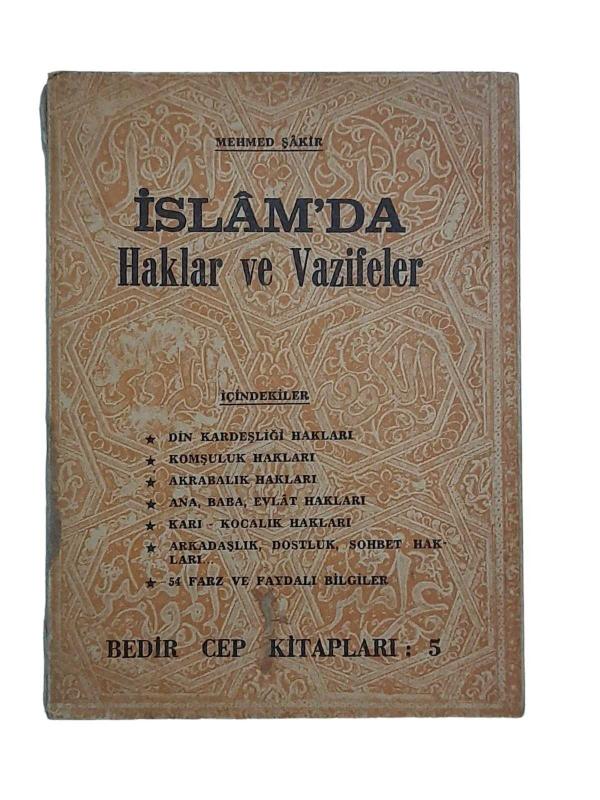 MEHMED ŞÂKİR
İSLÂM'DA
Haklar ve Vazifeler
İÇİNDEKİLER
★ DİN KARDEŞLİĞİ HAKLARI
★ KOMŞULUK HAKLARI
★ AKRABALIK HAKLARI
★ ANA, BABA, EVLÂT HAKLARI
★ KARI - KOCALIK HAKLARI
★ ARKADAŞLIK, DOSTLUK, SOHBET HAK-
LARI...
★ 54 FARZ VE FAYDALI BİLGİLER
BEDİR CEP KİTAPLARI : 5